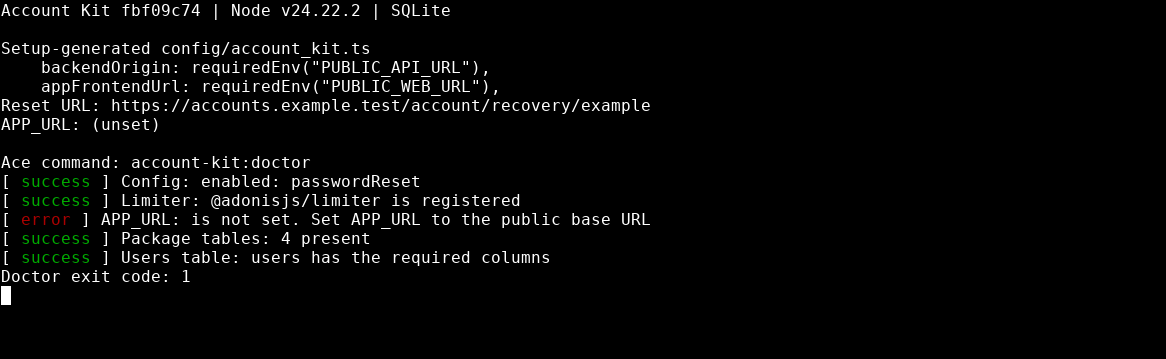 Account Kit fbf09c74 | Node v24.22.2 | SQLite
Setup-generated config/account_kit.ts
backendOrigin: requiredEnv("PUBLIC_API_URL"),
appFrontendUrl: requiredEnv("PUBLIC_WEB_URL"),
Reset URL: https://accounts.example.test/account/recovery/example
APP_URL: (unset)
Ace command: account-kit:doctor
[ success ] Config: enabled: passwordReset
[ success ] Limiter: @adonisjs/limiter is registered
[ error ] APP_URL: is not set. Set APP_URL to the public base URL
[ success ] Package tables: 4 present
[ success ] Users table: users has the required columns
Doctor exit code: 1